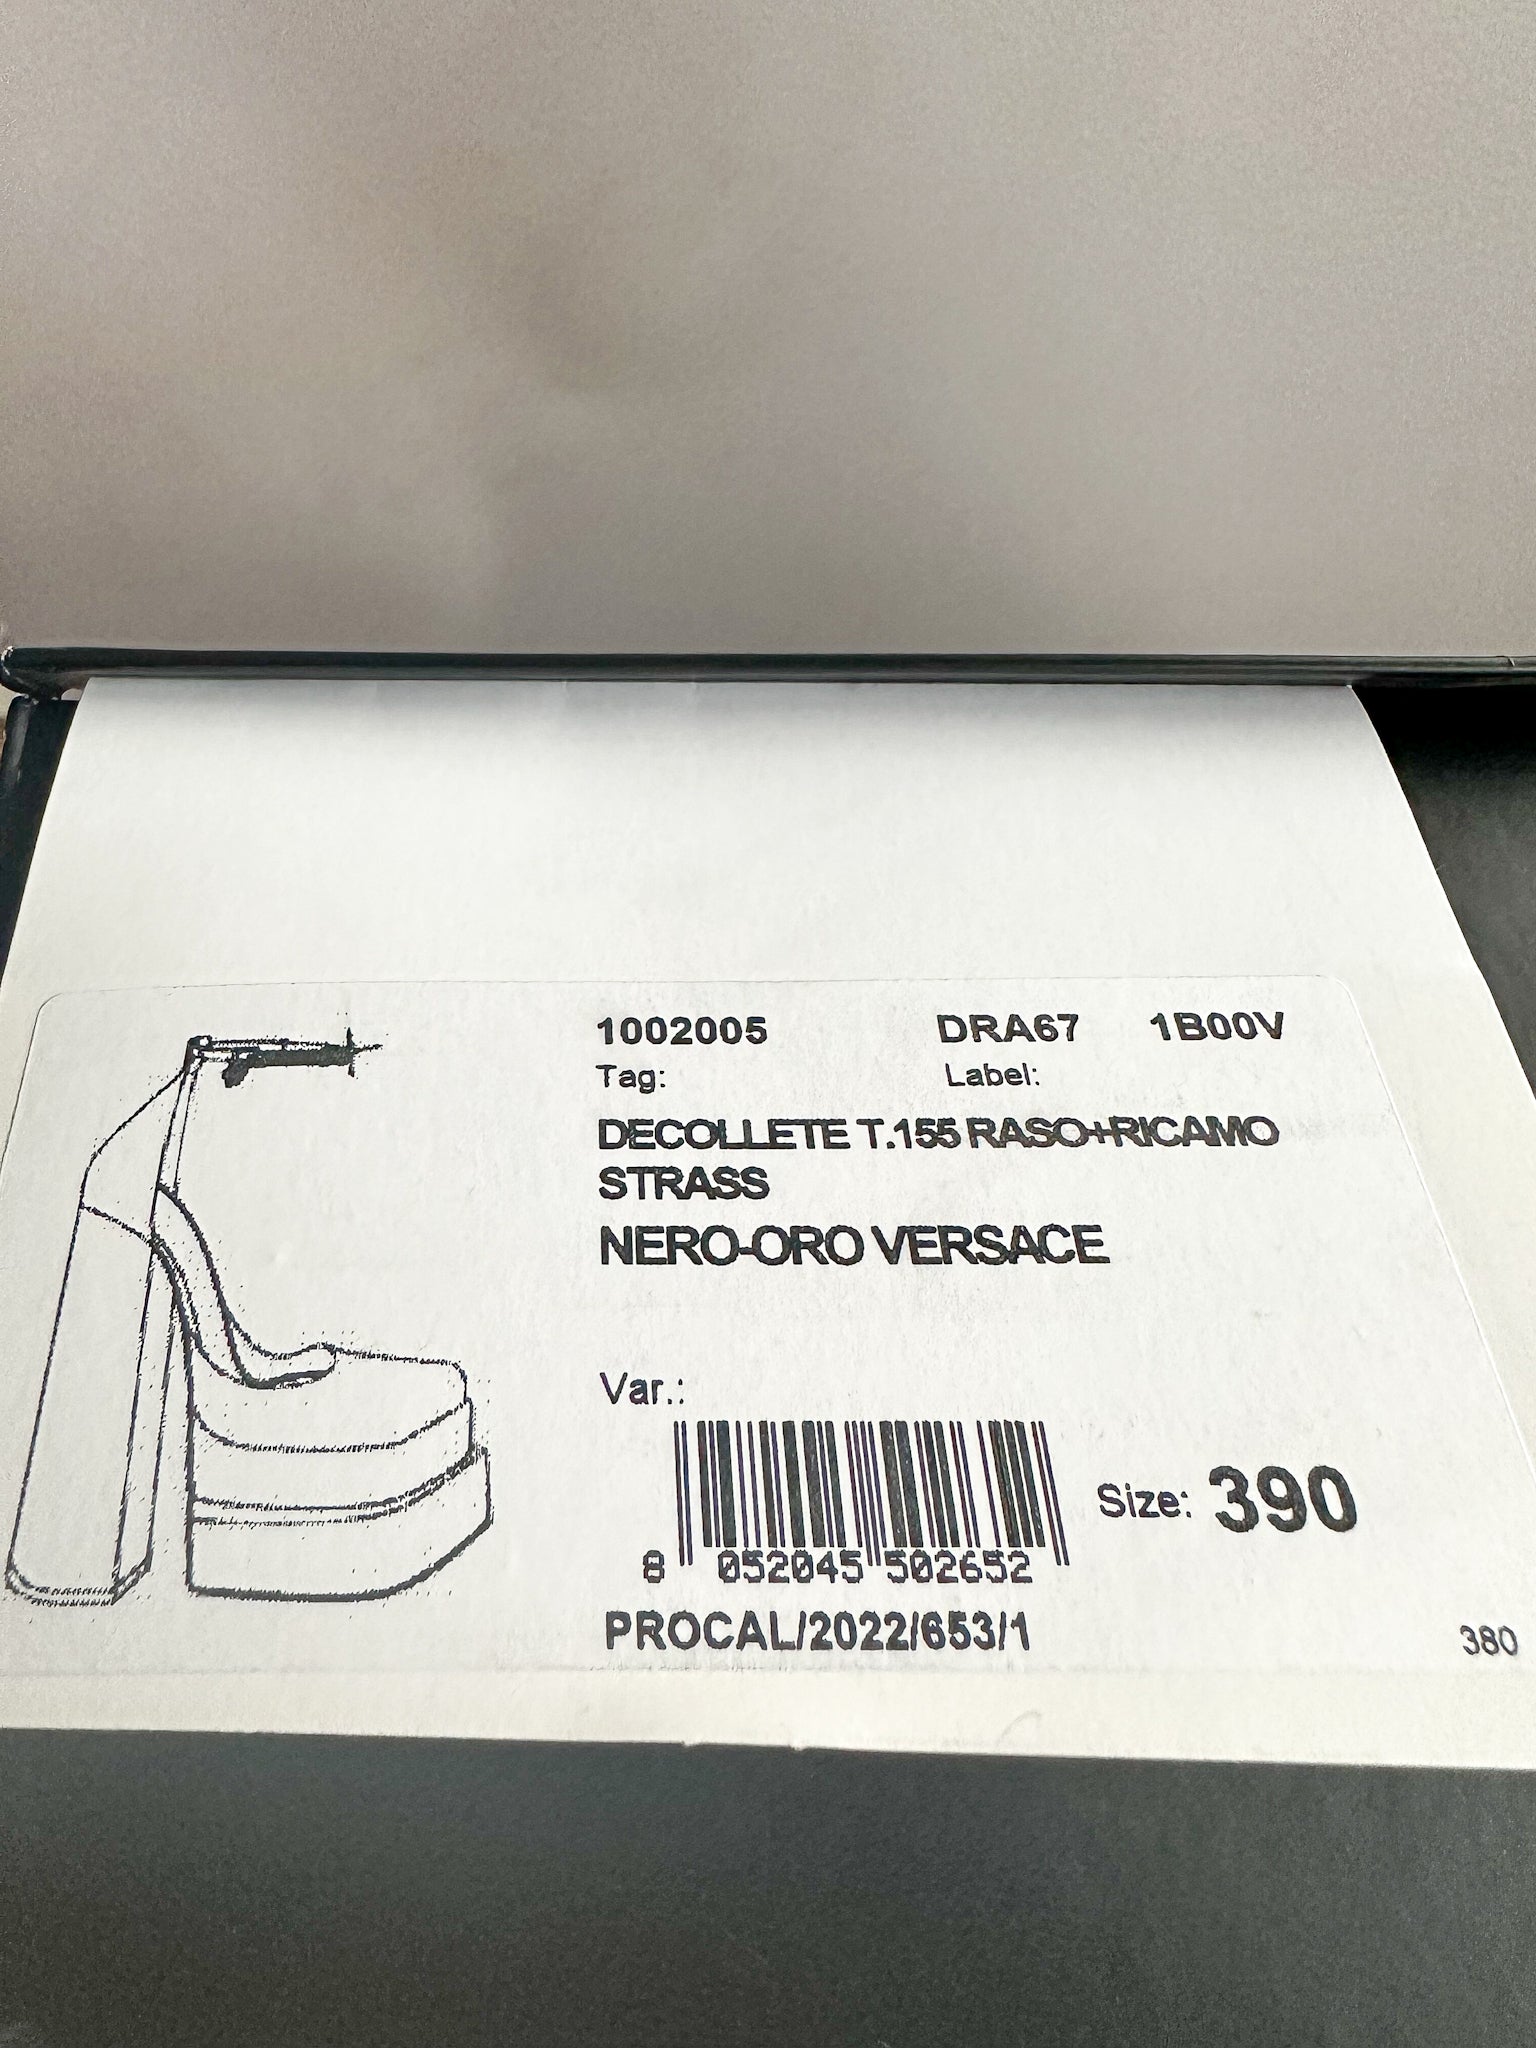 1002005 DRA67 1B00V
Tag: Label:
DECOLLETE T.155 RASO+RICAMO
STRASS
NERO-ORO VERSACE
Var.:
Size: 390
8 052045 502652
PROCAL/2022/653/1
380